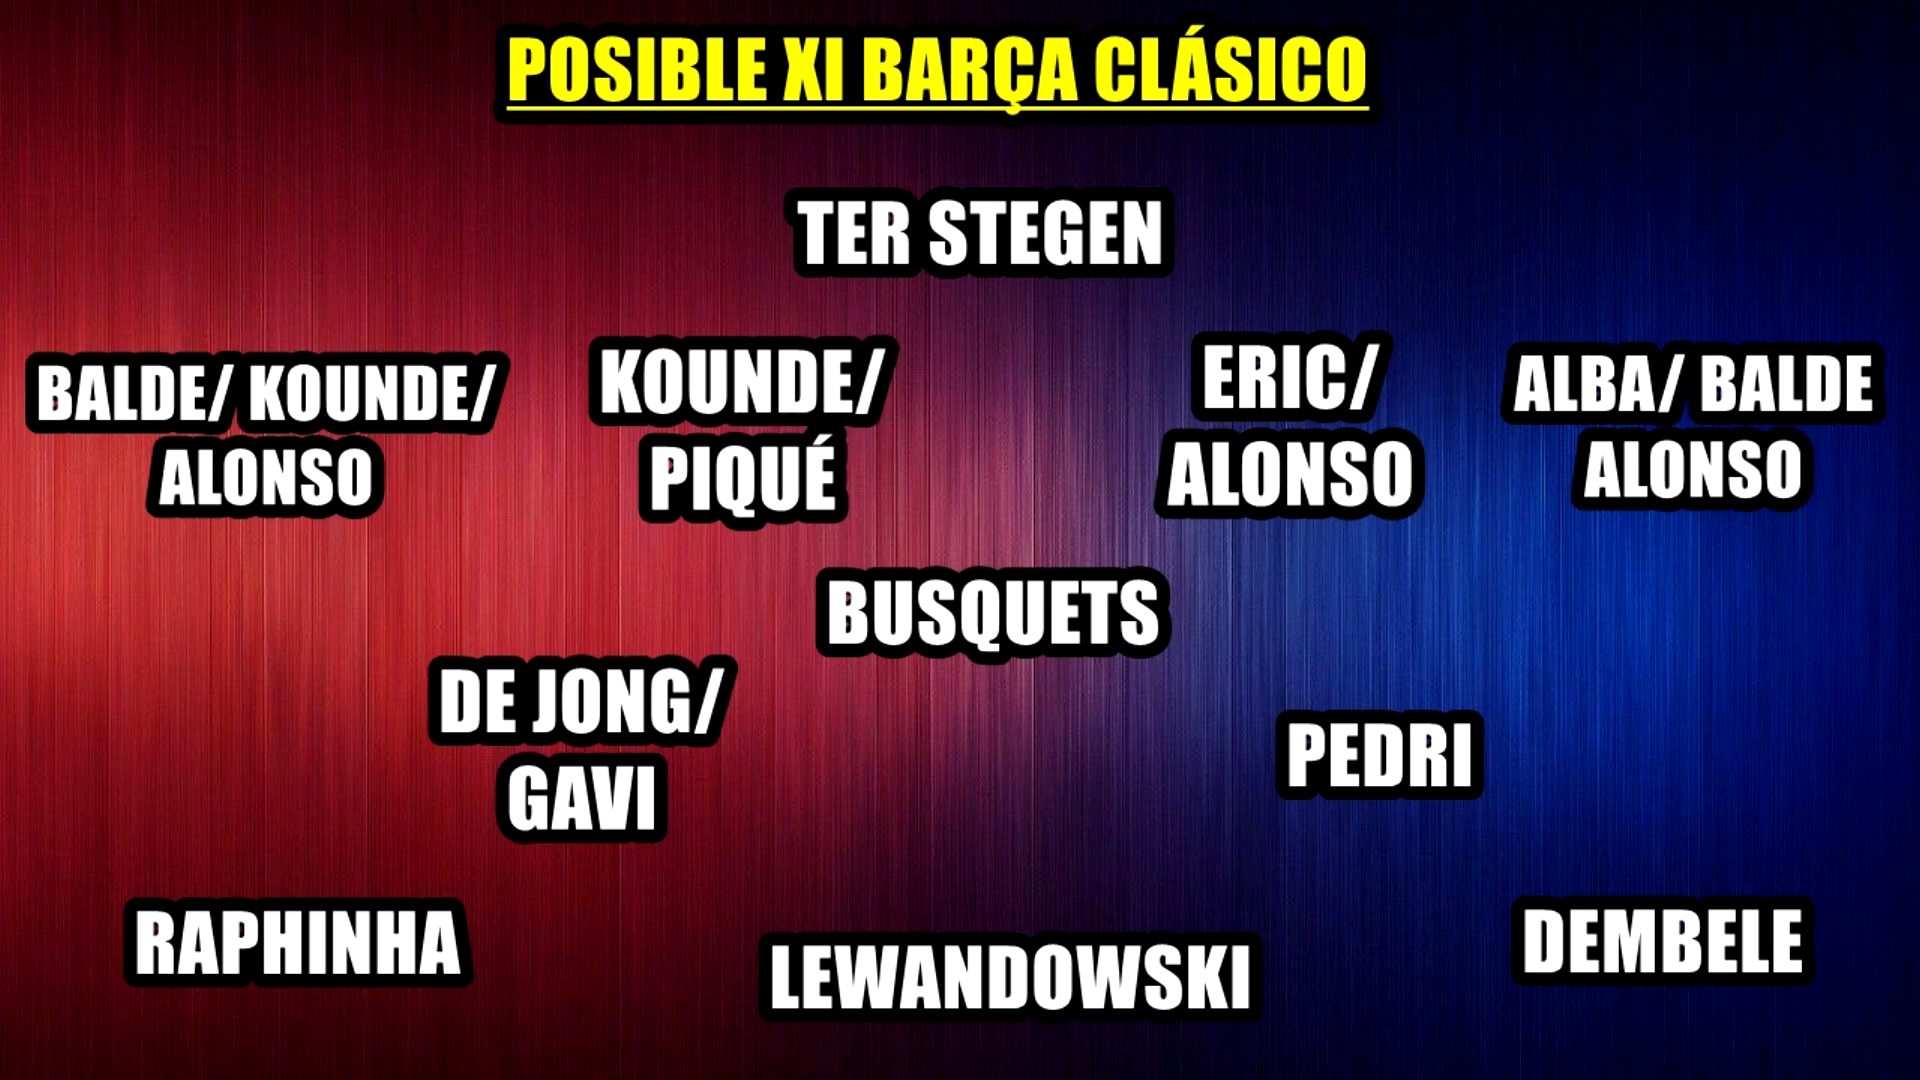 POSIBLE XI BARÇA CLÁSICO
TER STEGEN
BALDE/ KOUNDE/
ALONSO
KOUNDE/
PIQUÉ
ERIC/
ALONSO
ALBA/ BALDE
ALONSO
BUSQUETS
DE JONG/
GAVI
PEDRI
RAPHINHA
LEWANDOWSKI
DEMBELE